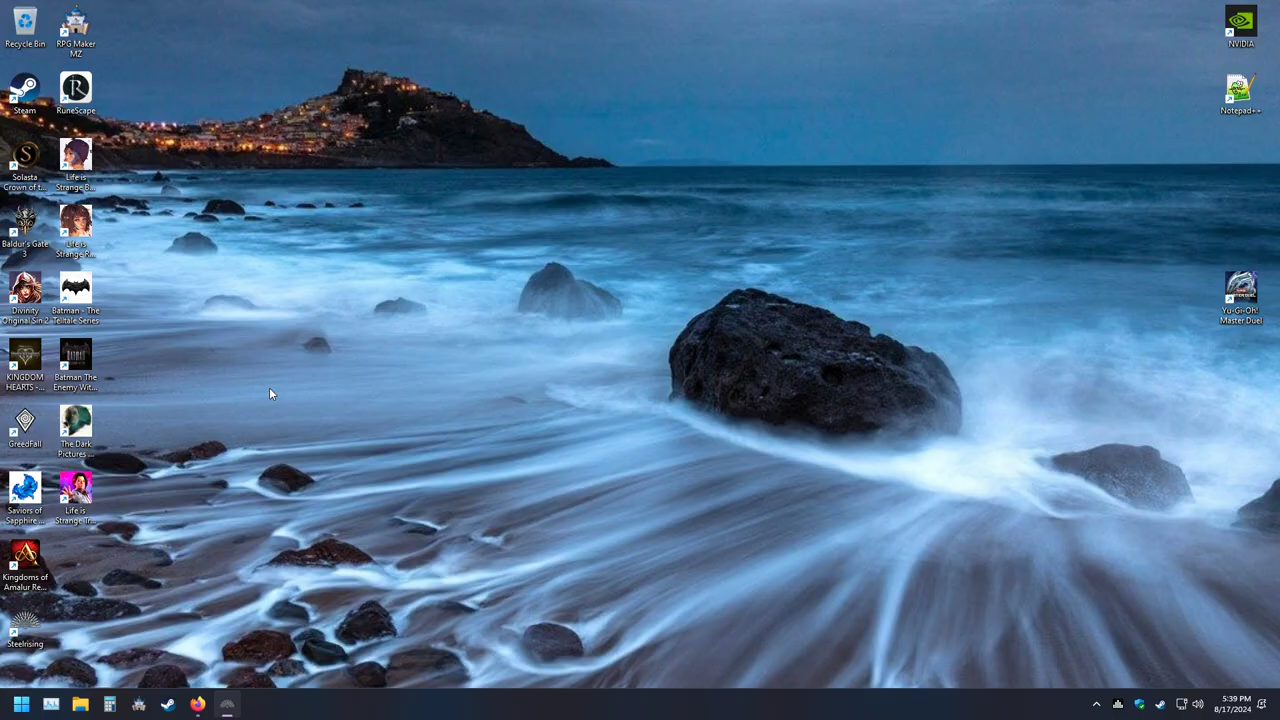 Recycle Bin
RPG Maker
MZ
Steam
RuneScape
Solasta
Crown of t...
Life is
Strange B...
Baldur's Gate
3
Life is
Strange R...
Divinity
Original Sin 2
Batman - The
Telltale Series
KINGDOM
HEARTS -...
Batman The
Enemy Wit...
GreedFall
The Dark
Pictures ...
Saviors of
Sapphire ...
Life is
Strange Tr...
Kingdoms of
Amalur Re...
Steelrising
NVIDIA
Notepad++
Yu-Gi-Oh!
Master Duel
5:39 PM
8/17/2024